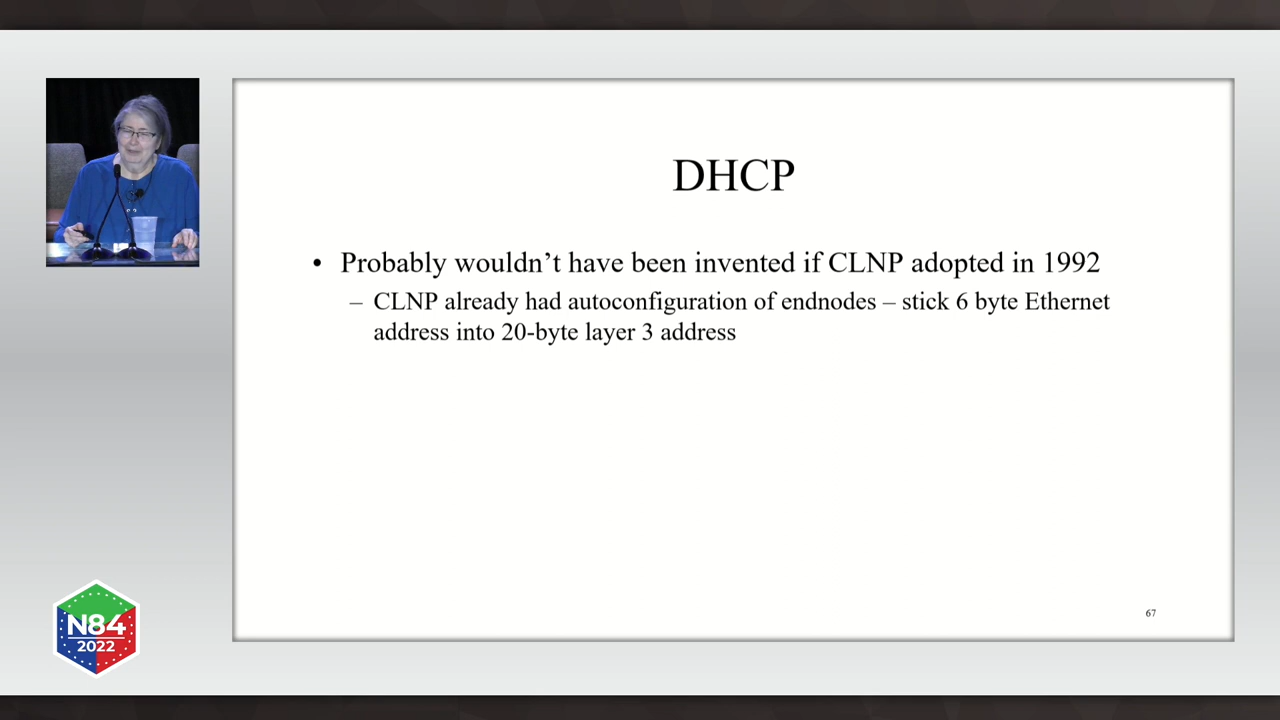 DHCP
• Probably wouldn’t have been invented if CLNP adopted in 1992
– CLNP already had autoconfiguration of endnodes – stick 6 byte Ethernet
address into 20-byte layer 3 address
67
N84
2022